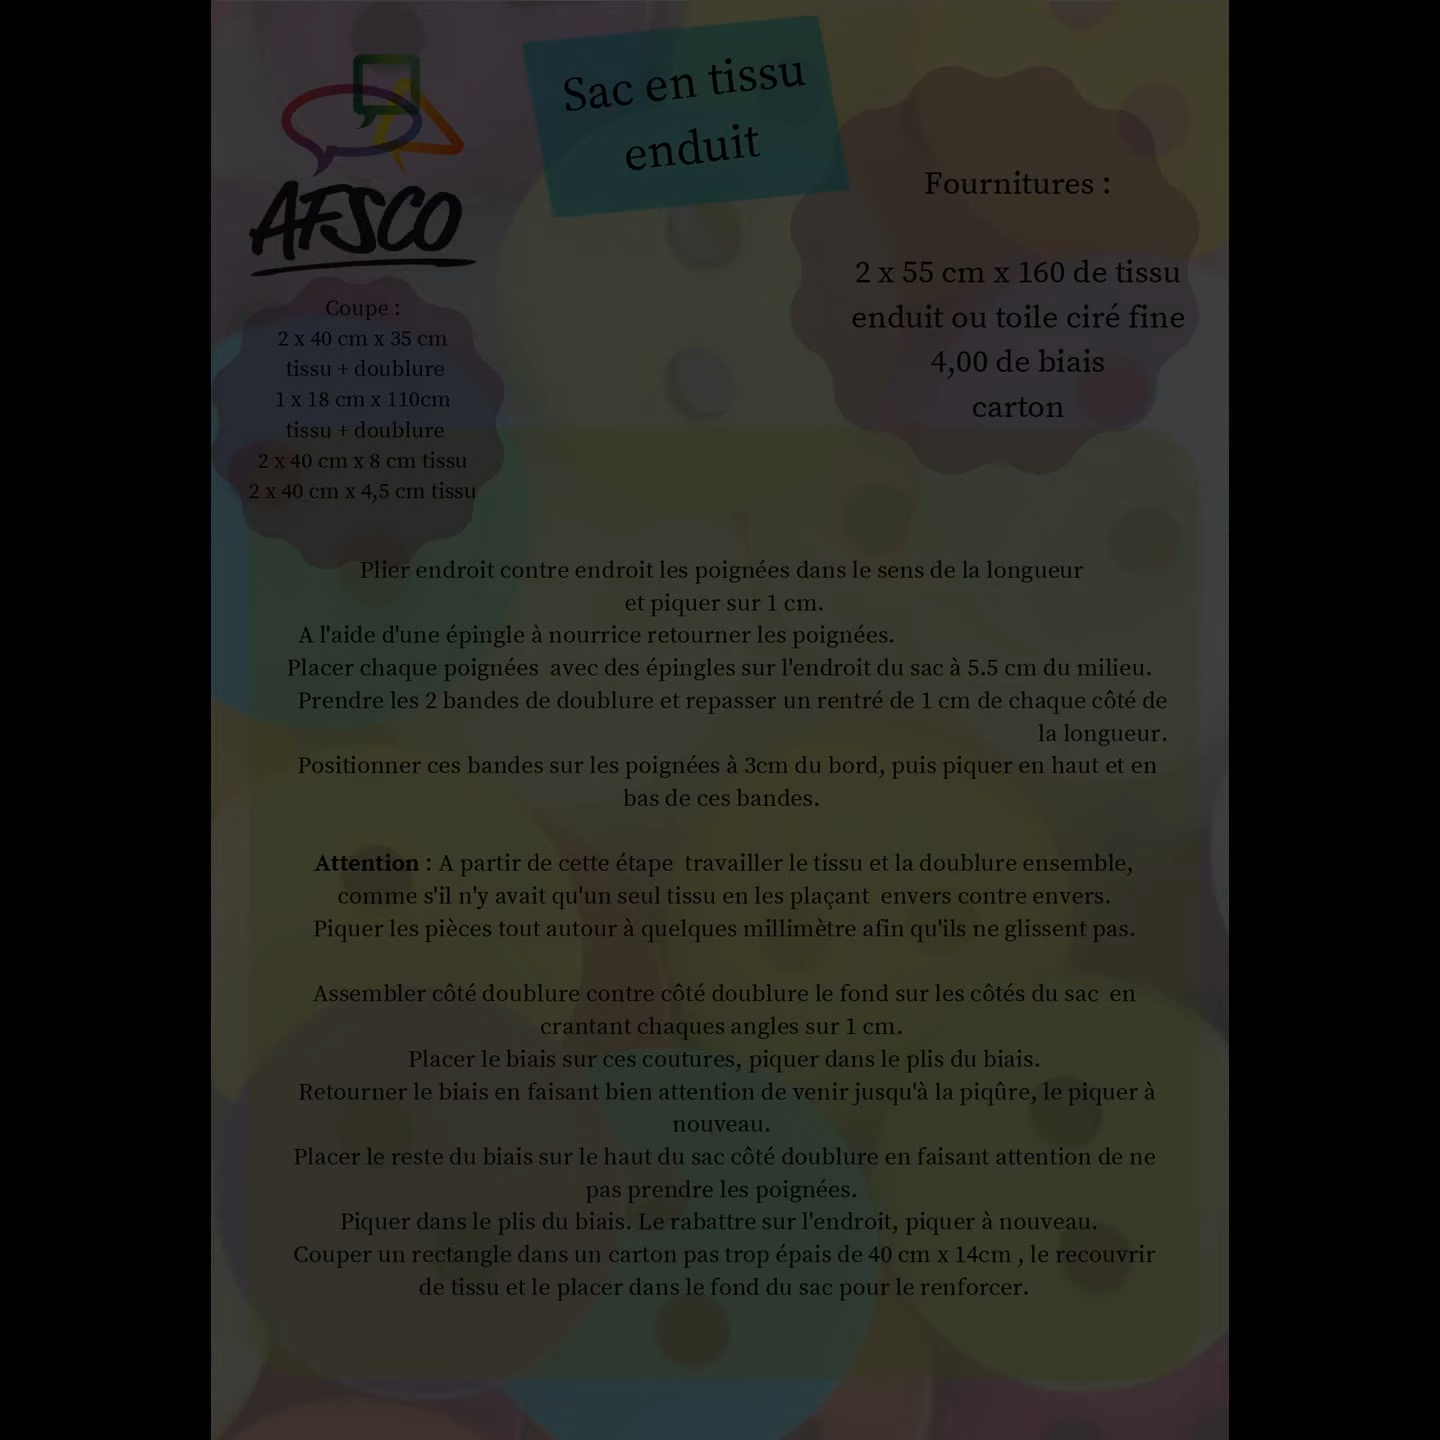 Sac en tissu
enduit
AFSCO
Fournitures :
2 x 55 cm x 160 de tissu
enduit ou toile ciré fine
4,00 de biais
carton
Coupe :
2 x 40 cm x 35 cm
tissu + doublure
1 x 18 cm x 110cm
tissu + doublure
2 x 40 cm x 8 cm tissu
2 x 40 cm x 4,5 cm tissu
Plier endroit contre endroit les poignées dans le sens de la longueur
et piquer sur 1 cm.
A l'aide d'une épingle à nourrice retourner les poignées.
Placer chaque poignées  avec des épingles sur l'endroit du sac à 5.5 cm du milieu.
Prendre les 2 bandes de doublure et repasser un rentré de 1 cm de chaque côté de
la longueur.
Positionner ces bandes sur les poignées à 3cm du bord, puis piquer en haut et en
bas de ces bandes.
Attention : A partir de cette étape  travailler le tissu et la doublure ensemble,
comme s'il n'y avait qu'un seul tissu en les plaçant  envers contre envers.
Piquer les pièces tout autour à quelques millimètre afin qu'ils ne glissent pas.
Assembler côté doublure contre côté doublure le fond sur les côtés du sac  en
crantant chaques angles sur 1 cm.
Placer le biais sur ces coutures, piquer dans le plis du biais.
Retourner le biais en faisant bien attention de venir jusqu'à la piqûre, le piquer à
nouveau.
Placer le reste du biais sur le haut du sac côté doublure en faisant attention de ne
pas prendre les poignées.
Piquer dans le plis du biais. Le rabattre sur l'endroit, piquer à nouveau.
Couper un rectangle dans un carton pas trop épais de 40 cm x 14cm , le recouvrir
de tissu et le placer dans le fond du sac pour le renforcer.